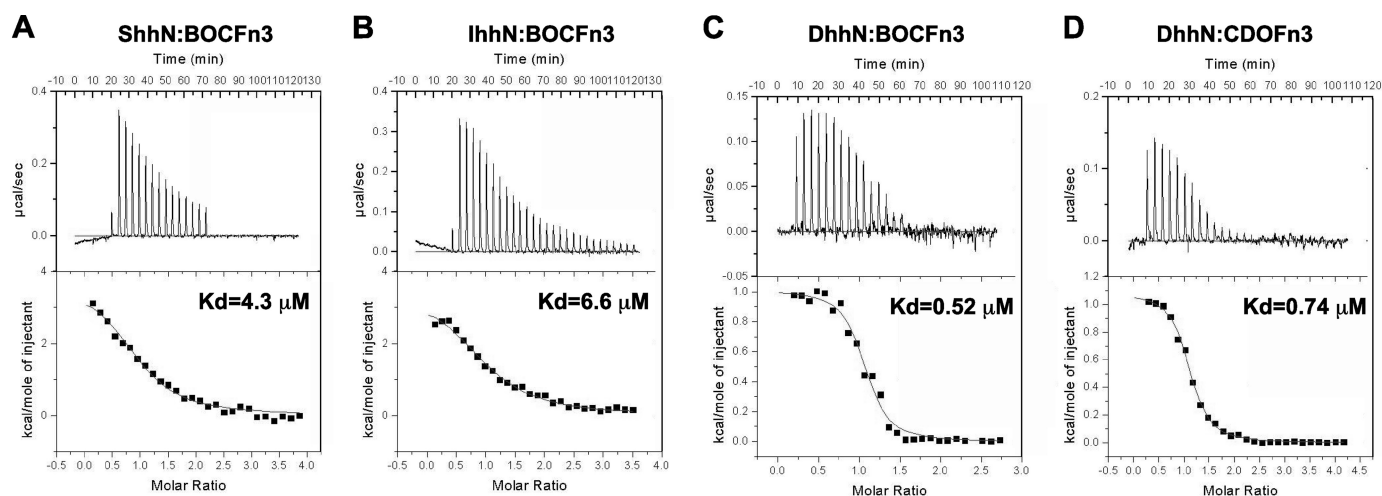 A
ShhN:BOCFn3
Time (min)
-10 0 10 20 30 40 50 60 70 80 90 100 110 120 130
0.4
0.2
0.0
µcal/sec
4
2
0
kcal/mole of injectant
Kd=4.3 µM
-0.5 0.0 0.5 1.0 1.5 2.0 2.5 3.0 3.5 4.0
Molar Ratio
B
IhhN:BOCFn3
Time (min)
-10 0 10 20 30 40 50 60 70 80 90 100 110 120 130
0.4
0.3
0.2
0.1
0.0
µcal/sec
4
2
0
kcal/mole of injectant
Kd=6.6 µM
-0.5 0.0 0.5 1.0 1.5 2.0 2.5 3.0 3.5 4.0
Molar Ratio
C
DhhN:BOCFn3
Time (min)
-10 0 10 20 30 40 50 60 70 80 90 100 110 120
0.15
0.10
0.05
0.00
-0.05
µcal/sec
1.0
0.8
0.6
0.4
0.2
0.0
kcal/mole of injectant
Kd=0.52 µM
0.0 0.5 1.0 1.5 2.0 2.5 3.0
Molar Ratio
D
DhhN:CDOFn3
Time (min)
-10 0 10 20 30 40 50 60 70 80 90 100 110 120
0.2
0.1
0.0
µcal/sec
1.2
1.0
0.8
0.6
0.4
0.2
0.0
kcal/mole of injectant
Kd=0.74 µM
-0.5 0.0 0.5 1.0 1.5 2.0 2.5 3.0 3.5 4.0 4.5
Molar Ratio